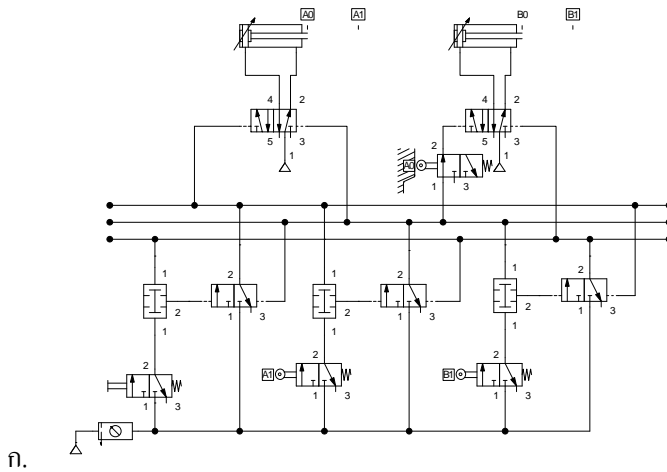 A0 A1 B0 B1
4 2 4 2
5 3 5 3
1 1
2
A0
1 3
1 2 1 2 1 2
2 1 3 2 1 3 2 1 3
1 1 1
2 2 2
A1 B1
1 3 1 3 1 3
ก.